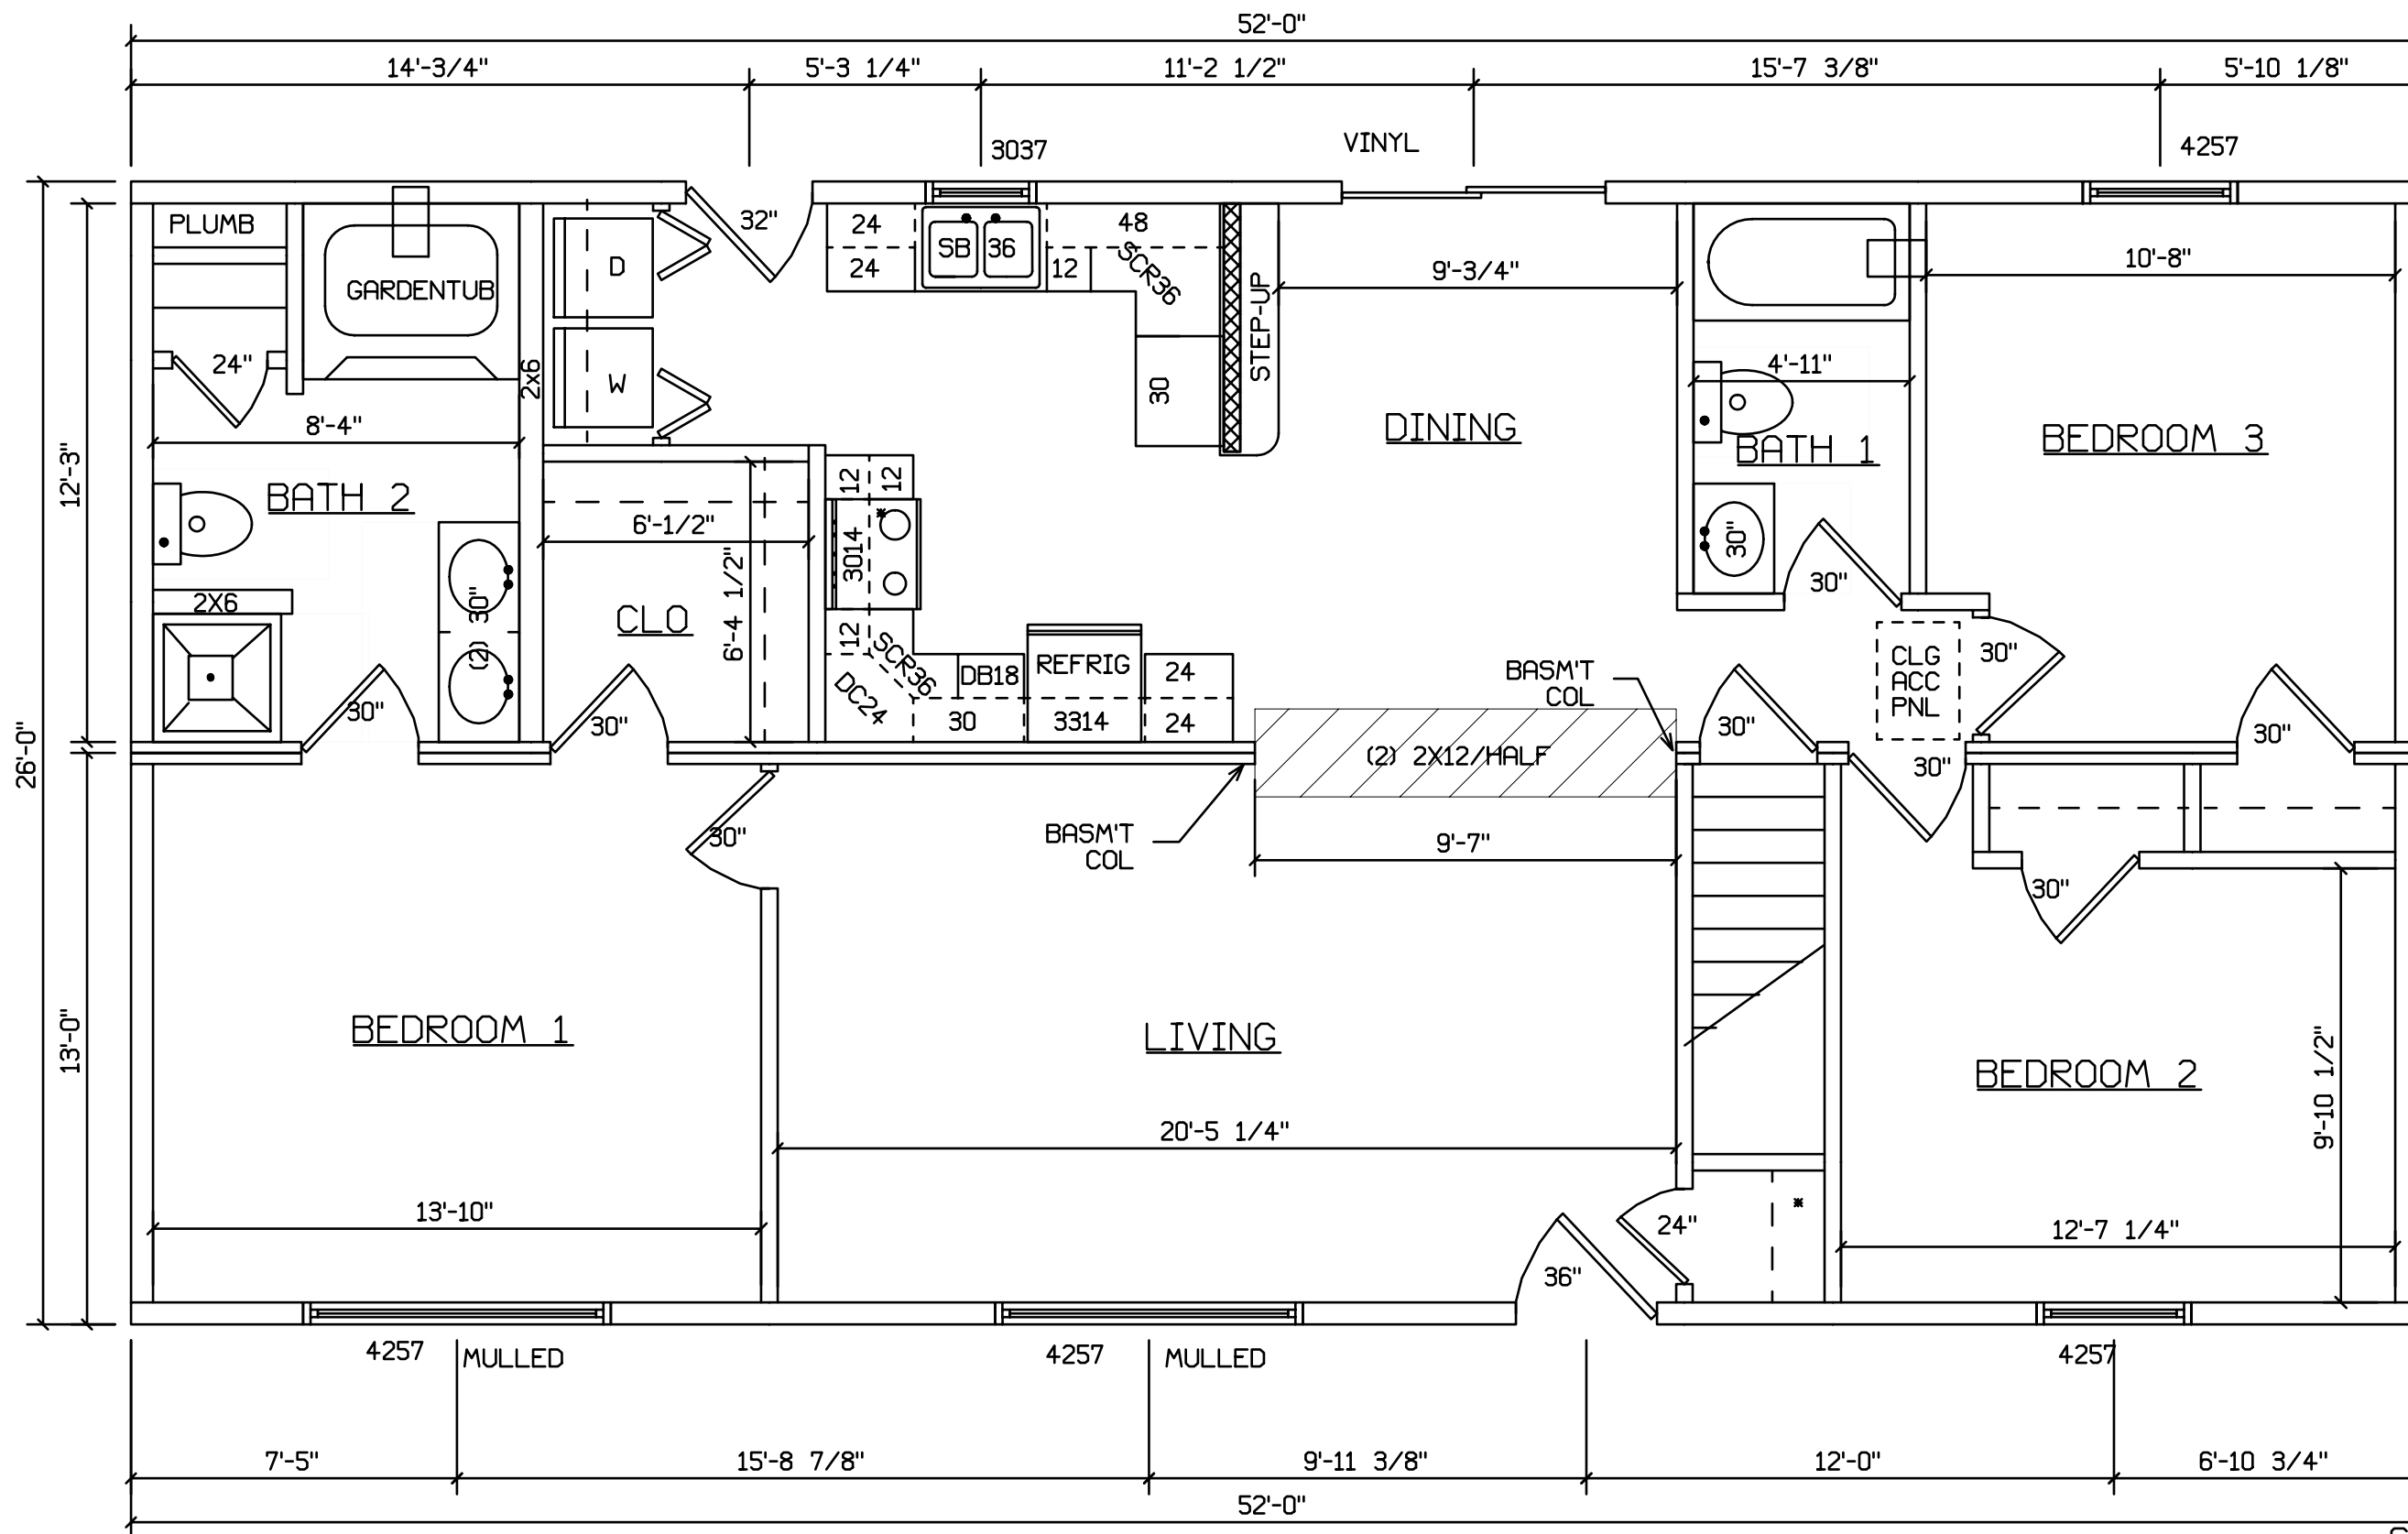 52'-0"
14'-3/4" 5'-3 1/4" 11'-2 1/2" 15'-7 3/8" 5'-10 1/8"
3037 VINYL 4257
PLUMB 32" 24 SB 36 48
24 12 SCR36
D
GARDENTUB
STEP-UP
9'-3/4" 10'-8"
24" 2x6 W 30 4'-11"
8'-4" DINING BATH 1 BEDROOM 3
12'-3"
BATH 2 12 12
6'-1/2" 3014 30" 30"
6'-4 1/2"
2X6 (2) 30" CLO
12 SCR36 DC24 DB18 REFRIG 24
30 3314 24
BASM'T
COL
CLG
ACC
PNL
30" 30" 30" 30" 30" 30"
26'-0"
(2) 2X12/HALF
30" BASM'T
COL
9'-7" 30"
13'-0"
BEDROOM 1 LIVING BEDROOM 2
9'-10 1/2"
20'-5 1/4"
13'-10" * 24" 12'-7 1/4"
36"
4257 MULLED 4257 MULLED 4257
7'-5" 15'-8 7/8" 9'-11 3/8" 12'-0" 6'-10 3/4"
52'-0"